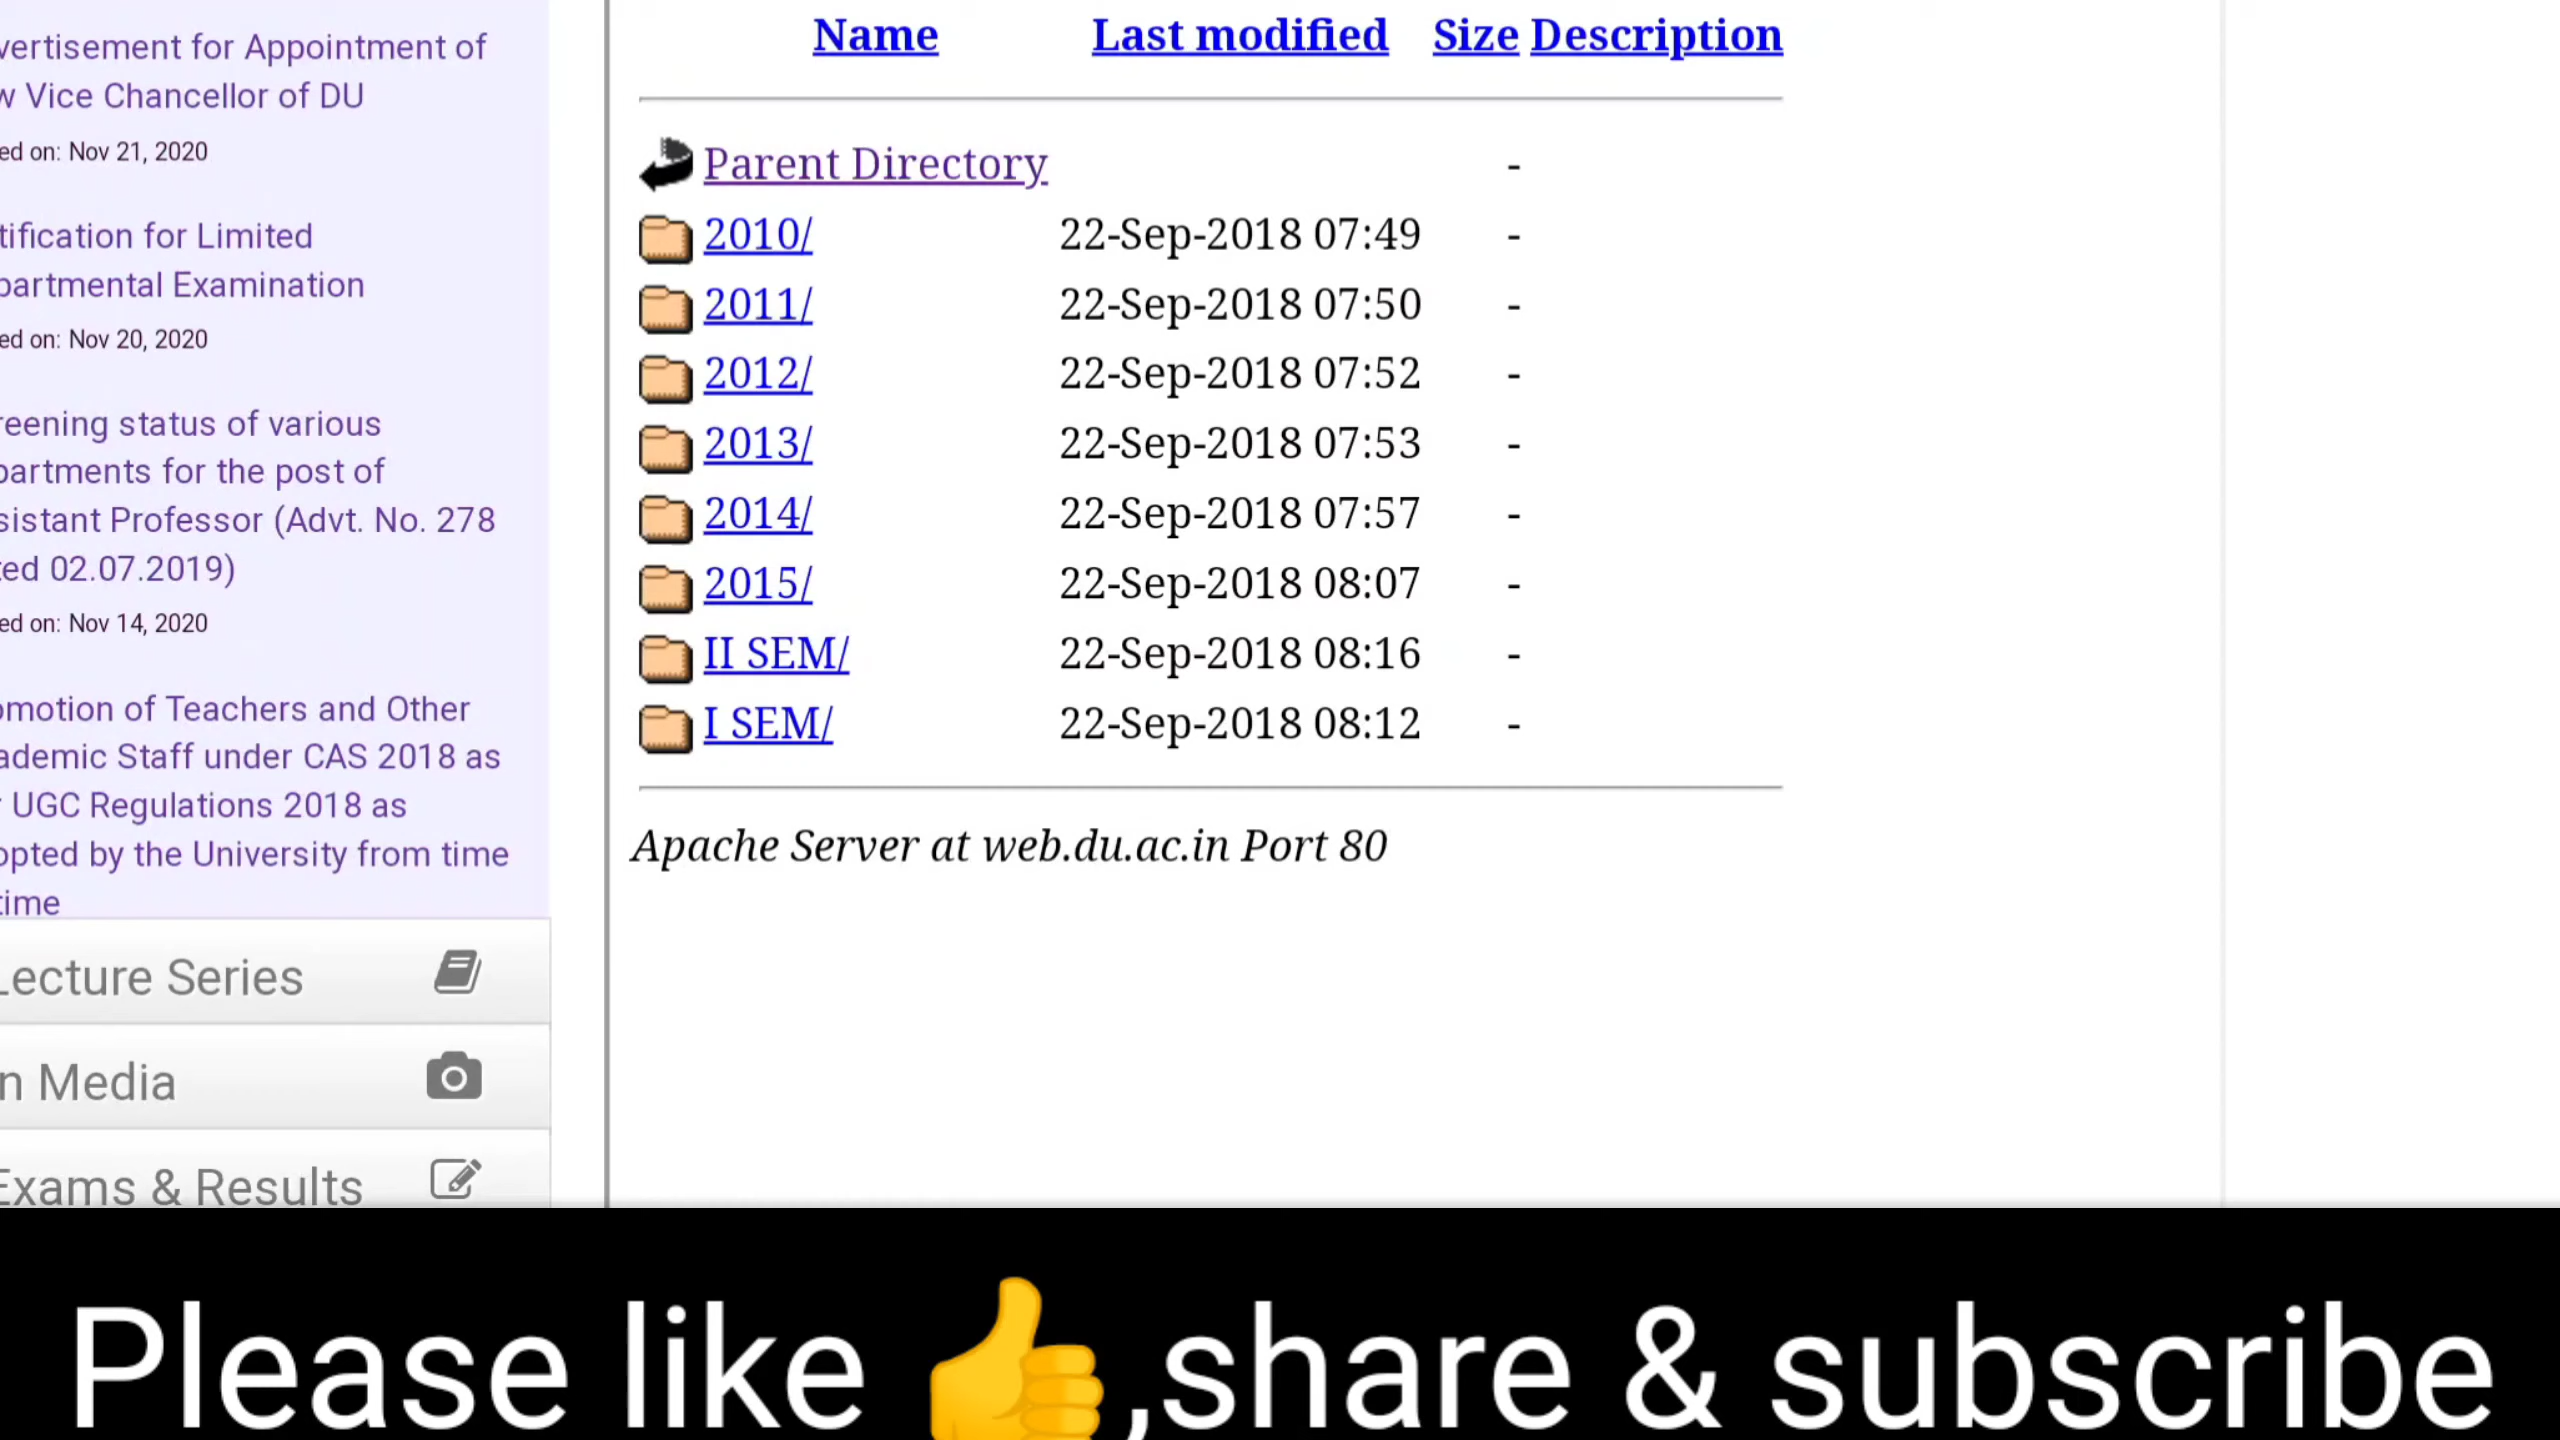 vertisement for Appointment of
w Vice Chancellor of DU
ed on: Nov 21, 2020
tification for Limited
partmental Examination
ed on: Nov 20, 2020
reening status of various
partments for the post of
sistant Professor (Advt. No. 278
ted 02.07.2019)
ed on: Nov 14, 2020
omotion of Teachers and Other
ademic Staff under CAS 2018 as
r UGC Regulations 2018 as
opted by the University from time
time
Lecture Series
n Media
Exams & Results
Name Last modified Size Description
Parent Directory -
2010/ 22-Sep-2018 07:49 -
2011/ 22-Sep-2018 07:50 -
2012/ 22-Sep-2018 07:52 -
2013/ 22-Sep-2018 07:53 -
2014/ 22-Sep-2018 07:57 -
2015/ 22-Sep-2018 08:07 -
II SEM/ 22-Sep-2018 08:16 -
I SEM/ 22-Sep-2018 08:12 -
Apache Server at web.du.ac.in Port 80
Please like 👍,share & subscribe